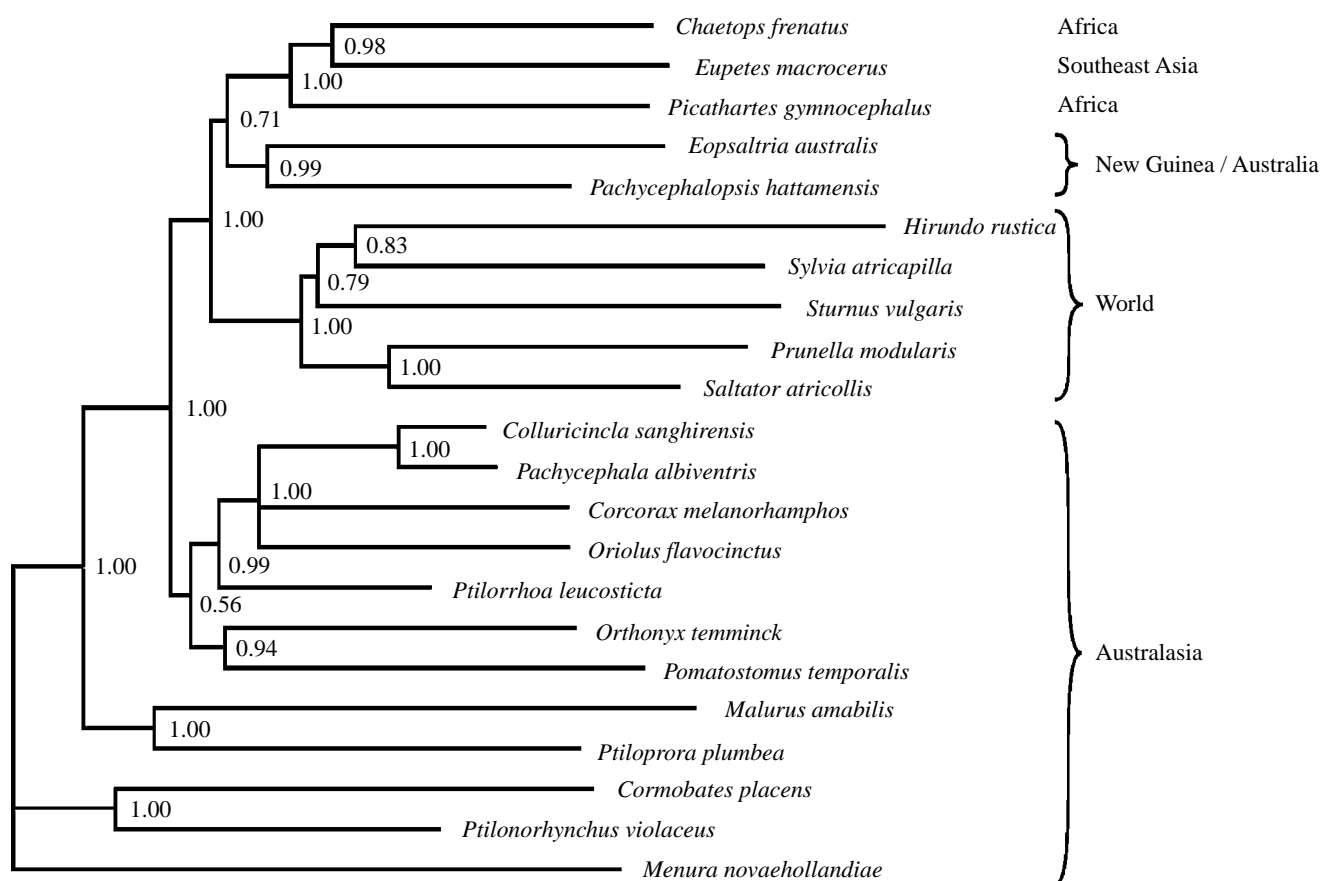 Chaetops frenatus Africa
0.98
Eupetes macrocerus Southeast Asia
1.00
Picathartes gymnocephalus Africa
0.71
Eopsaltria australis
0.99
New Guinea / Australia
Pachycephalopsis hattamensis
1.00
Hirundo rustica
0.83
Sylvia atricapilla
0.79
Sturnus vulgaris
World
1.00
Prunella modularis
1.00
Saltator atricollis
1.00
Colluricincla sanghirensis
1.00
Pachycephala albiventris
1.00
Corcorax melanorhamphos
Oriolus flavocinctus
1.00
0.99
Ptilorrhoa leucosticta
0.56
Orthonyx temminck
0.94
Australasia
Pomatostomus temporalis
Malurus amabilis
1.00
Ptiloprora plumbea
Cormobates placens
1.00
Ptilonorhynchus violaceus
Menura novaehollandiae